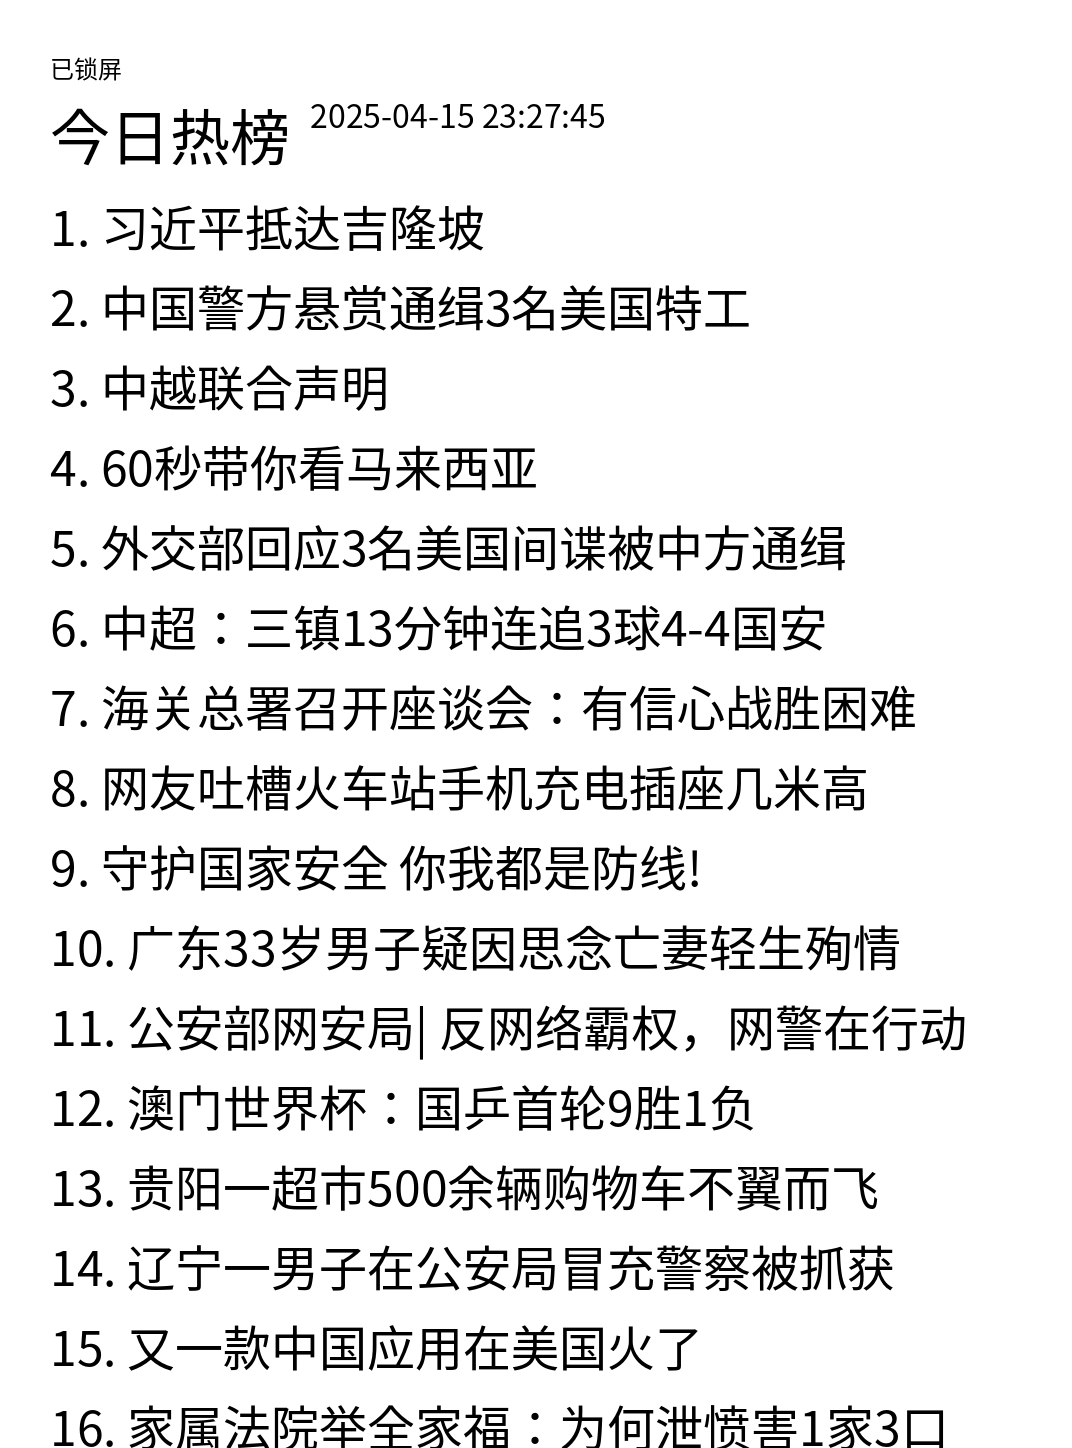 已锁屏
今日热榜 2025-04-15 23:27:45
1. 习近平抵达吉隆坡
2. 中国警方悬赏通缉3名美国特工
3. 中越联合声明
4. 60秒带你看马来西亚
5. 外交部回应3名美国间谍被中方通缉
6. 中超：三镇13分钟连追3球4-4国安
7. 海关总署召开座谈会：有信心战胜困难
8. 网友吐槽火车站手机充电插座几米高
9. 守护国家安全 你我都是防线!
10. 广东33岁男子疑因思念亡妻轻生殉情
11. 公安部网安局| 反网络霸权，网警在行动
12. 澳门世界杯：国乒首轮9胜1负
13. 贵阳一超市500余辆购物车不翼而飞
14. 辽宁一男子在公安局冒充警察被抓获
15. 又一款中国应用在美国火了
16. 家属法院举全家福：为何泄愤害1家3口